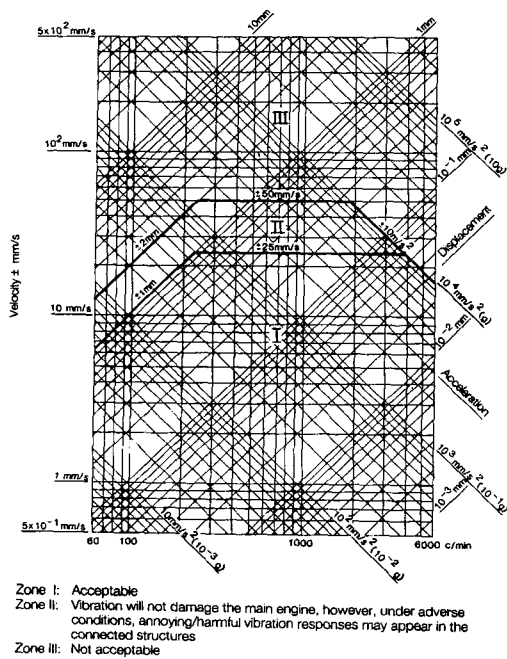 10mm
1mm
5x10² mm/s
10⁵ mm/s² (10g)
III
10² mm/s
10⁻¹ mm
±50mm/s
±2mm
II
±10m/s²
Displacement
±25mm/s
±1mm
Velocity ± mm/s
10⁴ mm/s² (g)
10 mm/s
10⁻² mm
I
Acceleration
10³ mm/s² (10⁻¹g)
1 mm/s
10⁻³ mm
5x10⁻¹ mm/s
60 100 1000 6000 c/min
10mm/s² (10⁻³ g)
10² mm/s² (10⁻² g)
Zone I: Acceptable
Zone II: Vibration will not damage the main engine, however, under adverse
conditions, annoying/harmful vibration responses may appear in the
connected structures
Zone III: Not acceptable